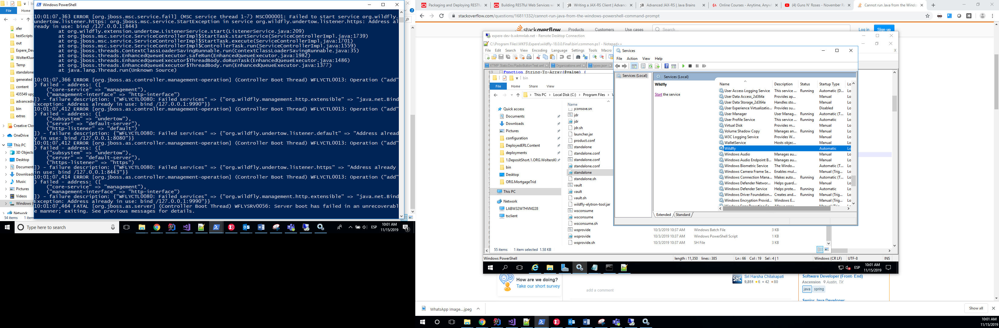 Windows PowerShell
10:01:07,363 ERROR [org.jboss.msc.service.fail] (MSC service thread 1-7) MSC000001: Failed to start service org.wildfly.
undertow.listener.https: org.jboss.msc.service.StartException in service org.wildfly.undertow.listener.https: Address al
ready in use: bind /127.0.0.1:8443
at org.wildfly.extension.undertow.ListenerService.start(ListenerService.java:209)
at org.jboss.msc.service.ServiceControllerImpl$StartTask.startService(ServiceControllerImpl.java:1739)
at org.jboss.msc.service.ServiceControllerImpl$StartTask.execute(ServiceControllerImpl.java:1701)
at org.jboss.msc.service.ServiceControllerImpl$ControllerTask.run(ServiceControllerImpl.java:1559)
at org.jboss.threads.ContextClassLoaderSavingRunnable.run(ContextClassLoaderSavingRunnable.java:35)
at org.jboss.threads.EnhancedQueueExecutor.safeRun(EnhancedQueueExecutor.java:1982)
at org.jboss.threads.EnhancedQueueExecutor$ThreadBody.doRunTask(EnhancedQueueExecutor.java:1486)
at org.jboss.threads.EnhancedQueueExecutor$ThreadBody.run(EnhancedQueueExecutor.java:1377)
at java.lang.Thread.run(Unknown Source)
10:01:07,366 ERROR [org.jboss.as.controller.management-operation] (Controller Boot Thread) WFLYCTL0013: Operation ("add"
) failed - address: ([
("core-service" => "management"),
("management-interface" => "http-interface")
]) - failure description: {"WFLYCTL0080: Failed services" => {"org.wildfly.management.http.extensible" => "java.net.Bind
Exception: Address already in use: bind /127.0.0.1:9990"}}
10:01:07,412 ERROR [org.jboss.as.controller.management-operation] (Controller Boot Thread) WFLYCTL0013: Operation ("add"
) failed - address: ([
("subsystem" => "undertow"),
("server" => "default-server"),
("http-listener" => "default")
]) - failure description: {"WFLYCTL0080: Failed services" => {"org.wildfly.undertow.listener.default" => "Address alread
y in use: bind /127.0.0.1:8080"}}
10:01:07,412 ERROR [org.jboss.as.controller.management-operation] (Controller Boot Thread) WFLYCTL0013: Operation ("add"
) failed - address: ([
("subsystem" => "undertow"),
("server" => "default-server"),
("https-listener" => "https")
]) - failure description: {"WFLYCTL0080: Failed services" => {"org.wildfly.undertow.listener.https" => "Address already
in use: bind /127.0.0.1:8443"}}
10:01:07,414 ERROR [org.jboss.as.controller.management-operation] (Controller Boot Thread) WFLYCTL0013: Operation ("add"
) failed - address: ([
("core-service" => "management"),
("management-interface" => "http-interface")
]) - failure description: {"WFLYCTL0080: Failed services" => {"org.wildfly.management.http.extensible" => "java.net.Bind
Exception: Address already in use: bind /127.0.0.1:9990"}}
10:01:07,464 FATAL [org.jboss.as.server] (Controller Boot Thread) WFLYSRV0056: Server boot has failed in an unrecoverabl
e manner; exiting. See previous messages for details.
File Home
xfer
testScripts
out
Expere_Dev
WolterKluw
Temp
standalone
generated
content
435549 upg
advancedre
bin
extras
Creative Clou
OneDrive
This PC
3D Objects
Desktop
Document
Downloads
Music
Pictures
Videos
Windows (
Network
54 items 1 item
Type here to search
ESP
10:01 AM
11/15/2019
Packaging and Deploying RESTfu
Building RESTful Web Services w
Writing a JAX-RS Client | Advanc
Advanced JAX-RS | Java Brains
Online Courses - Anytime, Anyw
(4) Guns N' Roses - November Ra
Cannot run Java from the Windo
stackoverflow.com/questions/16811332/cannot-run-java-from-the-windows-powershell-command-prompt
stackoverflow Products Customers Use cases Search... Log in Sign up
expere-dev-b.wkmnlab.net - Remote Desktop Connection
C:\Program Files\WKFS\Expere\wildfly-18.0.0.Final\bin\common.ps1 - Notepad++
File Edit Search View Encoding Language Settings Tools Macro
XTMP.StaticDocRadioButtonTest.xml Organizations.xml types.json
49 Function String-To-Array($value) {
bin
File Home Share View
This PC Local Disk (C:) Program Files
Quick access
Documents
Downloads
Pictures
configuration
DeployedERLContent
deployments
1.DepositShort.1.ORG.WoltersKl
bin
Desktop
ORG.MortgageTrid
This PC
Network
LABW32W7HVM228
tsclient
Name
jconsole.sh
jdr
jdr
jdr.sh
launcher.jar
product.conf
standalone
standalone.conf
standalone.conf
standalone.conf
standalone
standalone.sh
vault
vault
vault.sh
wildfly-elytron-tool.jar
wsconsume
wsconsume
wsconsume.sh
wsprovide 10/3/2019 10:37 AM Windows Batch File 3 KB
wsprovide 10/3/2019 10:37 AM Windows PowerShell Script 1 KB
wsprovide.sh 10/3/2019 10:37 AM SH File 3 KB
55 items 1 item selected 1.58 KB
Services
File Action View Help
Services (Local)
Services (Local)
Wildfly
Start the service
Name Description Status Startup Type Lo
User Access Logging Service This service ... Running Automatic (D... Lo
User Data Access_2d364a Provides ap... Manual Lo
User Data Storage_2d364a Handles sto... Manual Lo
User Experience Virtualizatio... Provides su... Disabled Lo
User Manager User Manag... Running Automatic (T... Lo
User Profile Service This service ... Running Automatic Lo
Virtual Disk Provides m... Manual Lo
Volume Shadow Copy Manages an... Running Manual Lo
W3C Logging Service Provides W... Manual Lo
WalletService Hosts objec... Manual Lo
Wildfly Automatic Lo
Windows Audio Manages au... Manual Lo
Windows Audio Endpoint B... Manages au... Manual Lo
Windows Biometric Service The Windo... Automatic (T... Lo
Windows Camera Frame Se... Enables mul... Manual (Trig... Lo
Windows Connection Mana... Makes auto... Running Automatic (T... Lo
Windows Defender Networ... Helps guard... Manual Lo
Windows Defender Service Helps prote... Running Automatic Lo
Windows Driver Foundation... Creates and... Running Manual (Trig... Lo
Windows Encryption Provid... Windows E... Manual (Trig... Lo
Extended Standard
Windows PowerShell length : 11,350 lines : 385 Ln : 66 Col : 19 Sel : 4 | 1 Windows (CR LF) UTF-8 INS
ESP
10:01 AM
11/15/2019
How are we doing?
Take our short survey
add a comment
SHC
Sri Harsha Chilakapati
9,851 6 42 80
Software Developer (Front- End)
Ascension Austin, TX
java spring
Senior Java Developer
WhatsApp Image....jpeg
Show all
10:01 AM
11/15/2019